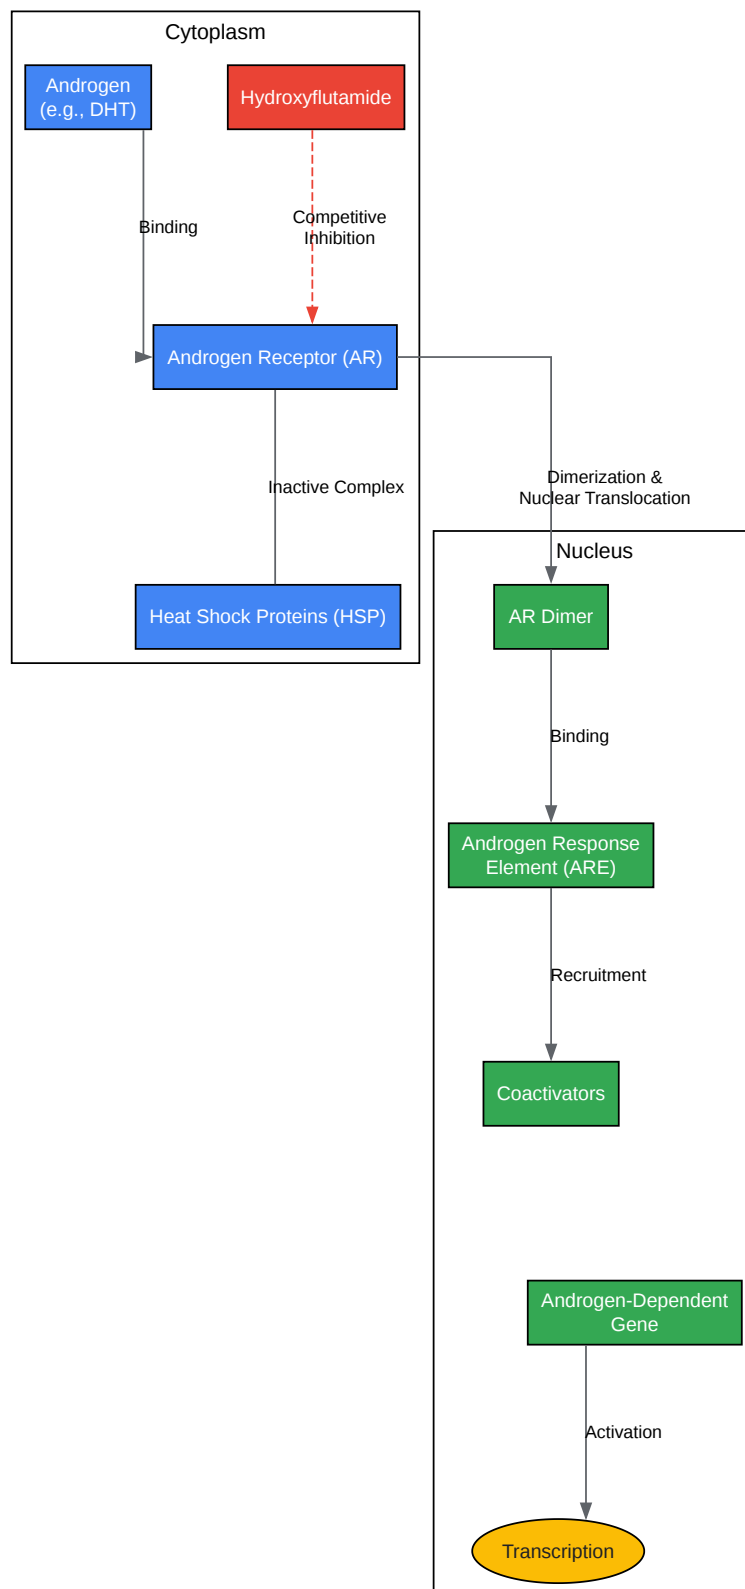 Cytoplasm
Androgen
(e.g., DHT)
Hydroxyflutamide
Binding
Competitive
Inhibition
Androgen Receptor (AR)
Inactive Complex
Dimerization &
Nuclear Translocation
Heat Shock Proteins (HSP)
Nucleus
AR Dimer
Binding
Androgen Response
Element (ARE)
Recruitment
Coactivators
Androgen-Dependent
Gene
Activation
Transcription